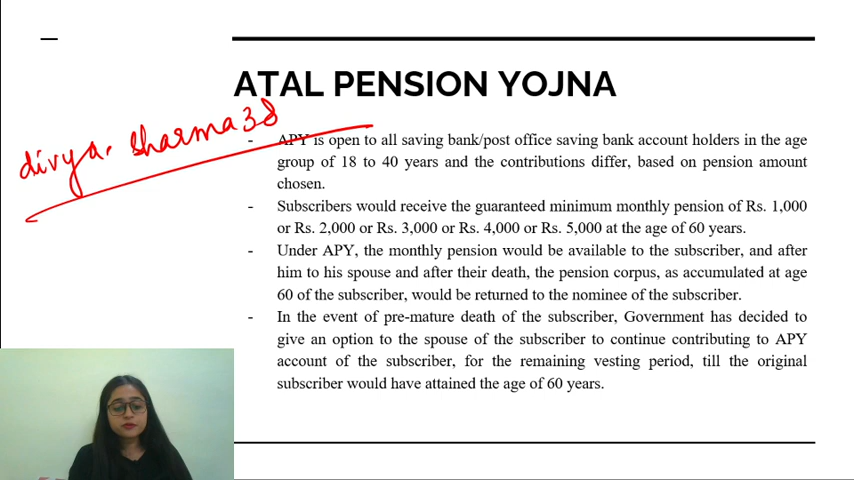 ATAL PENSION YOJNA
divya. sharma38
- APY is open to all saving bank/post office saving bank account holders in the age
group of 18 to 40 years and the contributions differ, based on pension amount
chosen.
- Subscribers would receive the guaranteed minimum monthly pension of Rs. 1,000
or Rs. 2,000 or Rs. 3,000 or Rs. 4,000 or Rs. 5,000 at the age of 60 years.
- Under APY, the monthly pension would be available to the subscriber, and after
him to his spouse and after their death, the pension corpus, as accumulated at age
60 of the subscriber, would be returned to the nominee of the subscriber.
- In the event of pre-mature death of the subscriber, Government has decided to
give an option to the spouse of the subscriber to continue contributing to APY
account of the subscriber, for the remaining vesting period, till the original
subscriber would have attained the age of 60 years.